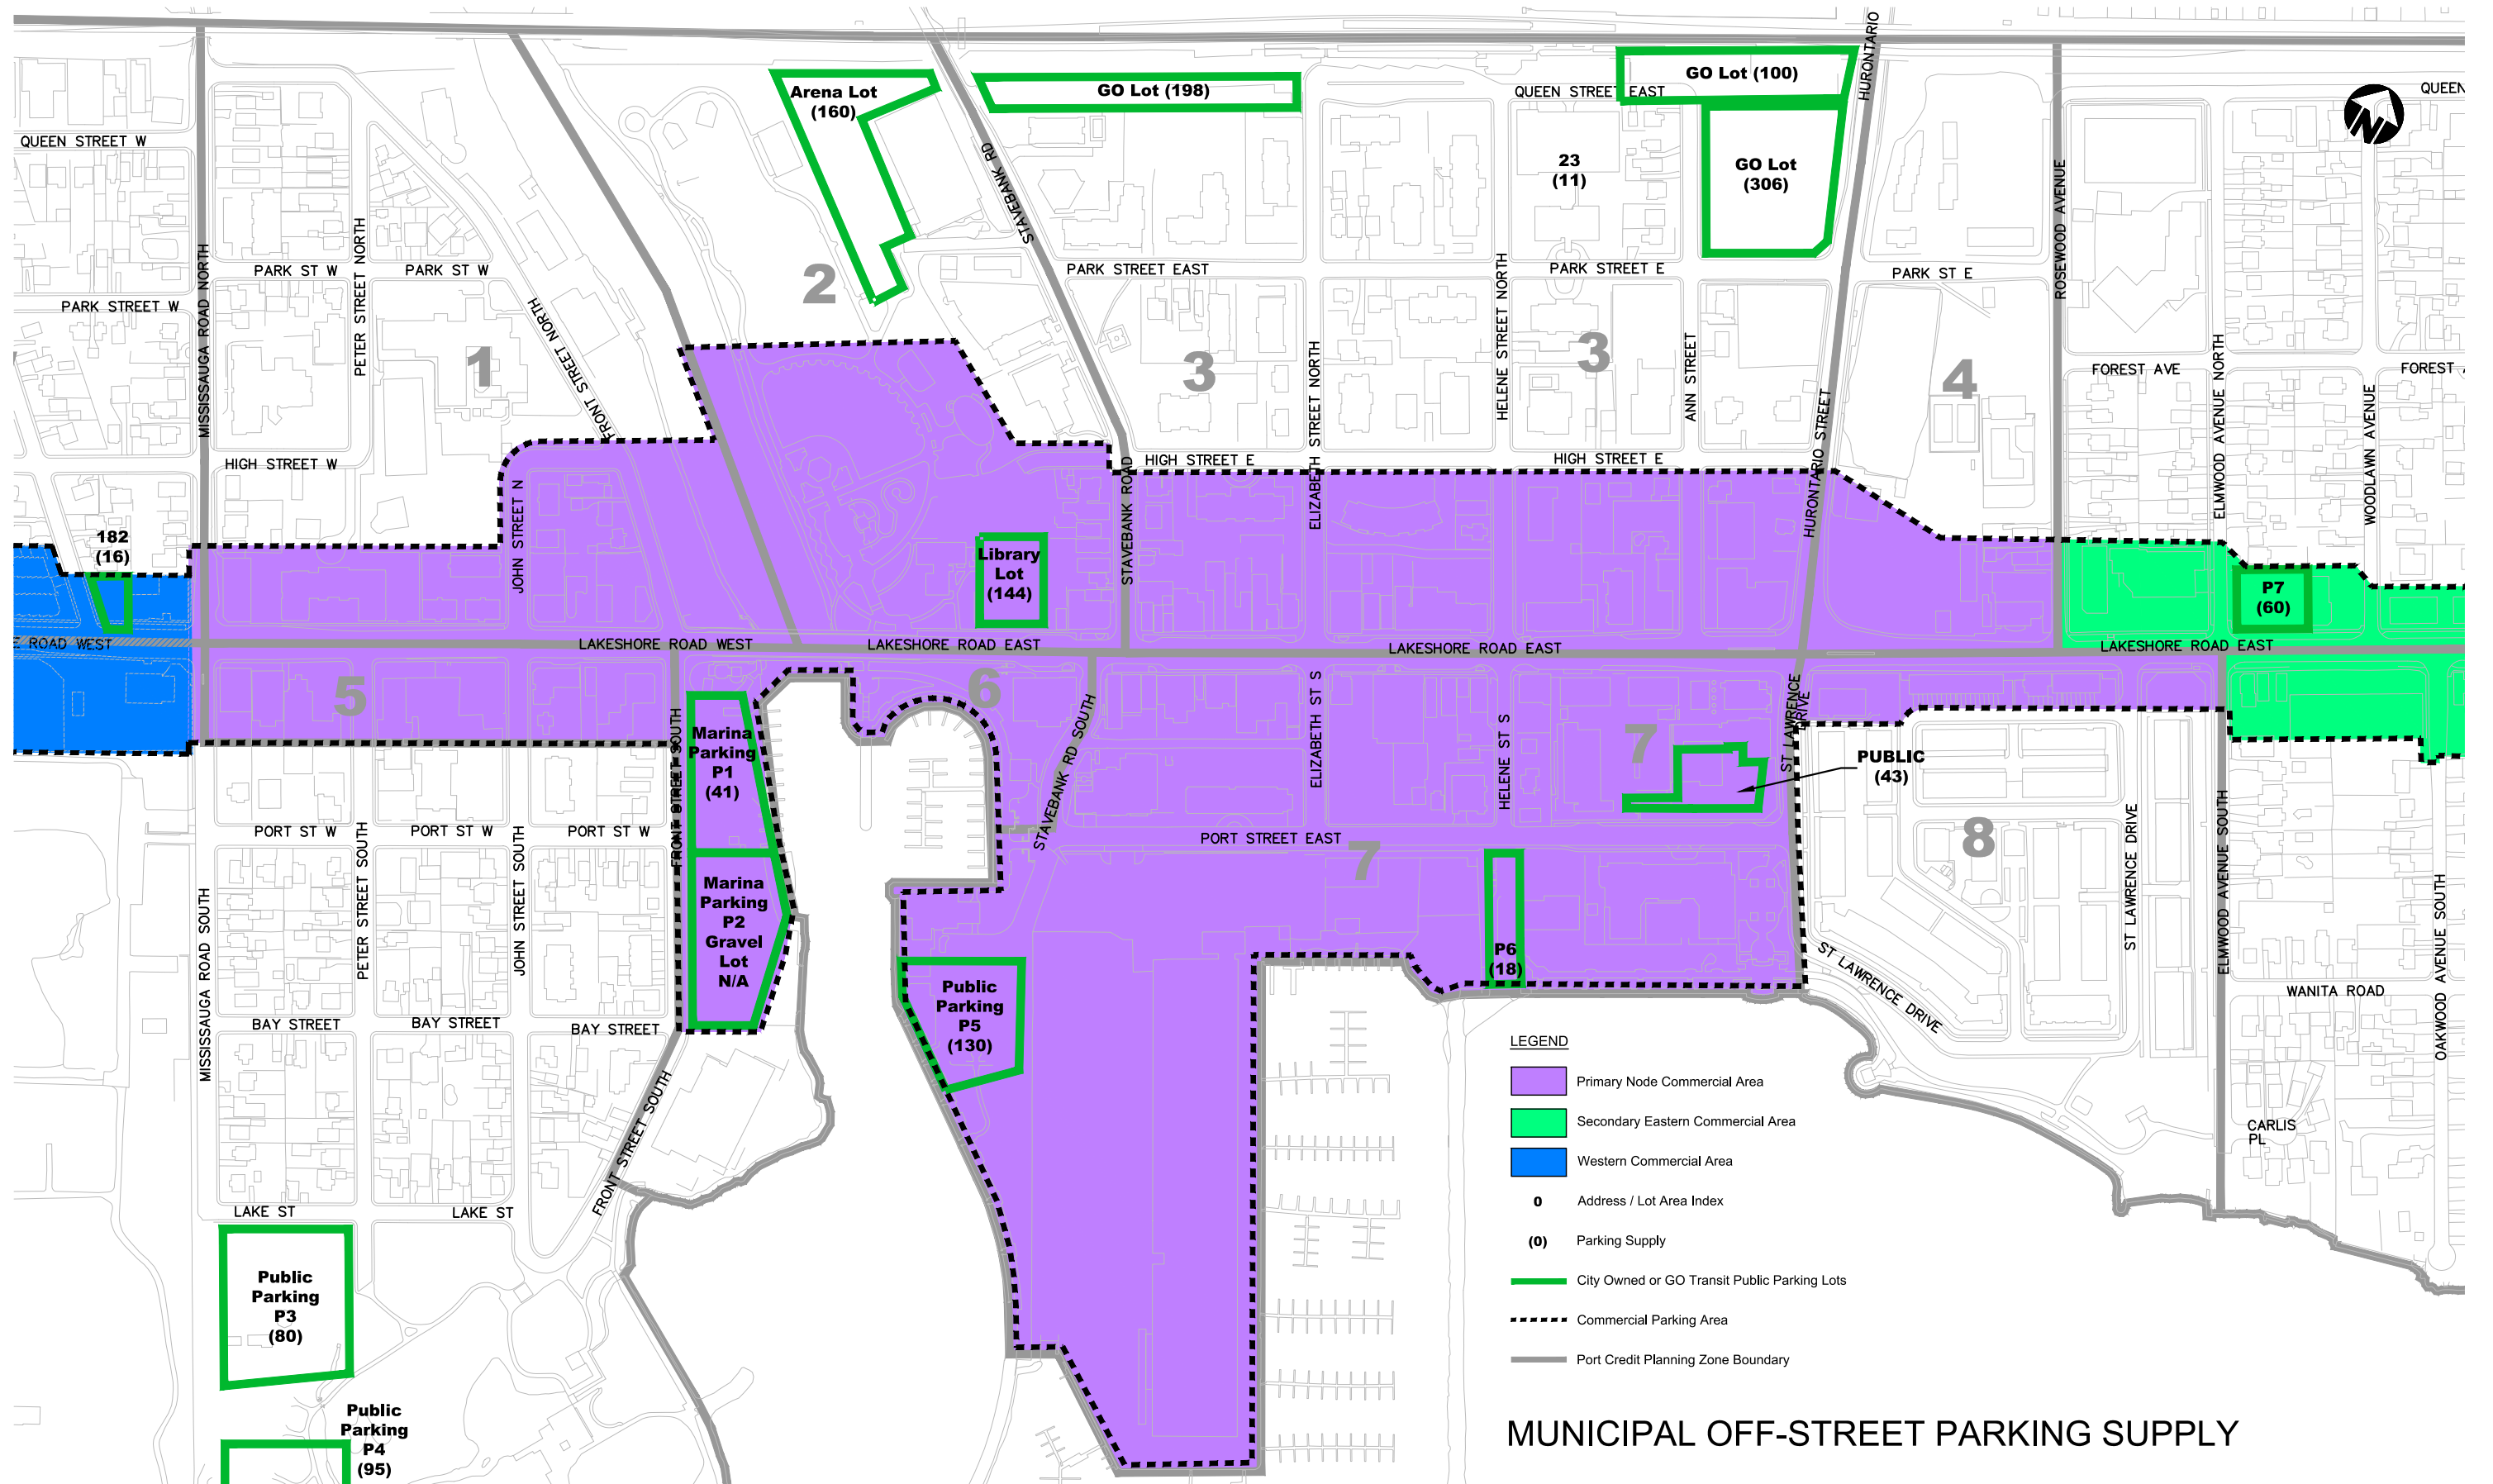 HURONTARIO
Arena Lot
(160)
GO Lot (198)
GO Lot (100)
QUEEN STREET EAST
QUEEN
N
QUEEN STREET W
STAVEBANK RD
23
(11)
GO Lot
(306)
MISSISSAUGA ROAD NORTH
PETER STREET NORTH
PARK ST W
PARK ST W
2
PARK STREET EAST
PARK STREET E
PARK ST E
ROSEWOOD AVENUE
PARK STREET W
FRONT STREET NORTH
FRONT
1
3
3
4
ELIZABETH STREET NORTH
HELENE STREET NORTH
ANN STREET
HURONTARIO STREET
FOREST AVE
FOREST
ELMWOOD AVENUE NORTH
WOODLAWN AVENUE
HIGH STREET W
HIGH STREET E
HIGH STREET E
JOHN STREET N
STAVEBANK ROAD
182
(16)
Library
Lot
(144)
P7
(60)
E ROAD WEST
LAKESHORE ROAD WEST
LAKESHORE ROAD EAST
LAKESHORE ROAD EAST
LAKESHORE ROAD EAST
5
6
7
FRONT STREET SOUTH
Marina
Parking
P1
(41)
STAVEBANK RD SOUTH
ELIZABETH ST S
HELENE ST S
ST LAWRENCE
DRIVE
PUBLIC
(43)
PORT ST W
PORT ST W
PORT ST W
PORT STREET EAST
7
8
MISSISSAUGA ROAD SOUTH
PETER STREET SOUTH
JOHN STREET SOUTH
Marina
Parking
P2
Gravel
Lot
N/A
P6
(18)
ST LAWRENCE DRIVE
ST LAWRENCE DRIVE
ELMWOOD AVENUE SOUTH
OAKWOOD AVENUE SOUTH
WANITA ROAD
Public
Parking
P5
(130)
BAY STREET
BAY STREET
BAY STREET
FRONT STREET SOUTH
CARLIS
PL
LAKE ST
LAKE ST
Public
Parking
P3
(80)
Public
Parking
P4
(95)
LEGEND
Primary Node Commercial Area
Secondary Eastern Commercial Area
Western Commercial Area
0 Address / Lot Area Index
(0) Parking Supply
City Owned or GO Transit Public Parking Lots
Commercial Parking Area
Port Credit Planning Zone Boundary
MUNICIPAL OFF-STREET PARKING SUPPLY